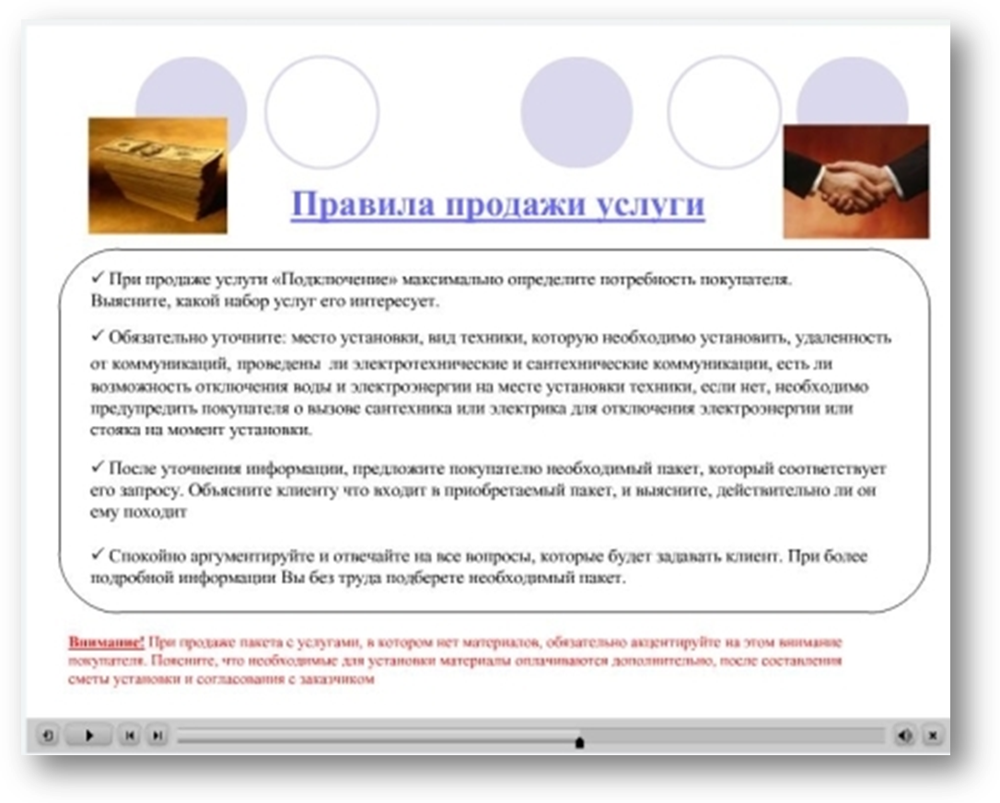 Правила продажи услуги
✓ При продаже услуги «Подключение» максимально определите потребность покупателя.
Выясните, какой набор услуг его интересует.
✓ Обязательно уточните: место установки, вид техники, которую необходимо установить, удаленность
от коммуникаций, проведены ли электротехнические и сантехнические коммуникации, есть ли
возможность отключения воды и электроэнергии на месте установки техники, если нет, необходимо
предупредить покупателя о вызове сантехника или электрика для отключения электроэнергии или
стояка на момент установки.
✓ После уточнения информации, предложите покупателю необходимый пакет, который соответствует
его запросу. Объясните клиенту что входит в приобретаемый пакет, и выясните, действительно ли он
ему походит
✓ Спокойно аргументируйте и отвечайте на все вопросы, которые будет задавать клиент. При более
подробной информации Вы без труда подберете необходимый пакет.
Внимание! При продаже пакета с услугами, в котором нет материалов, обязательно акцентируйте на этом внимание
покупателя. Поясните, что необходимые для установки материалы оплачиваются дополнительно, после составления
сметы установки и согласования с заказчиком